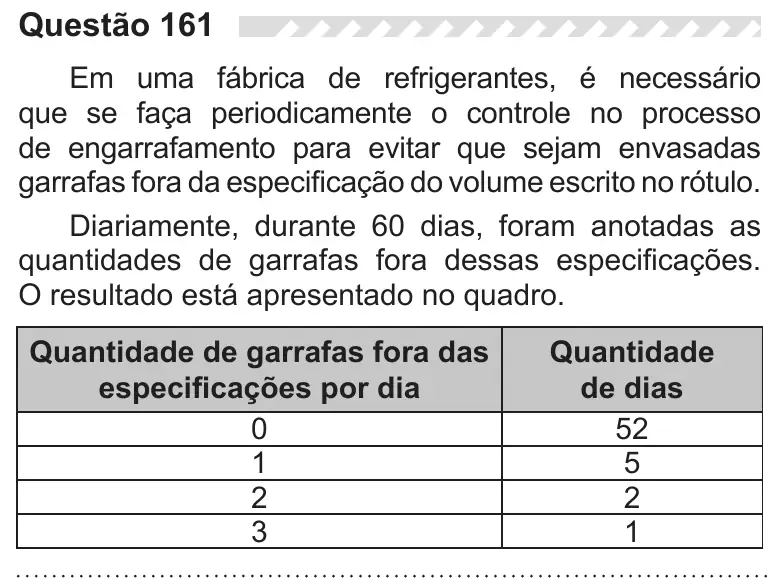 Questão 161
Em uma fábrica de refrigerantes, é necessário
que se faça periodicamente o controle no processo
de engarrafamento para evitar que sejam envasadas
garrafas fora da especificação do volume escrito no rótulo.
Diariamente, durante 60 dias, foram anotadas as
quantidades de garrafas fora dessas especificações.
O resultado está apresentado no quadro.
Quantidade de garrafas fora das especificações por dia Quantidade de dias
0 52
1 5
2 2
3 1